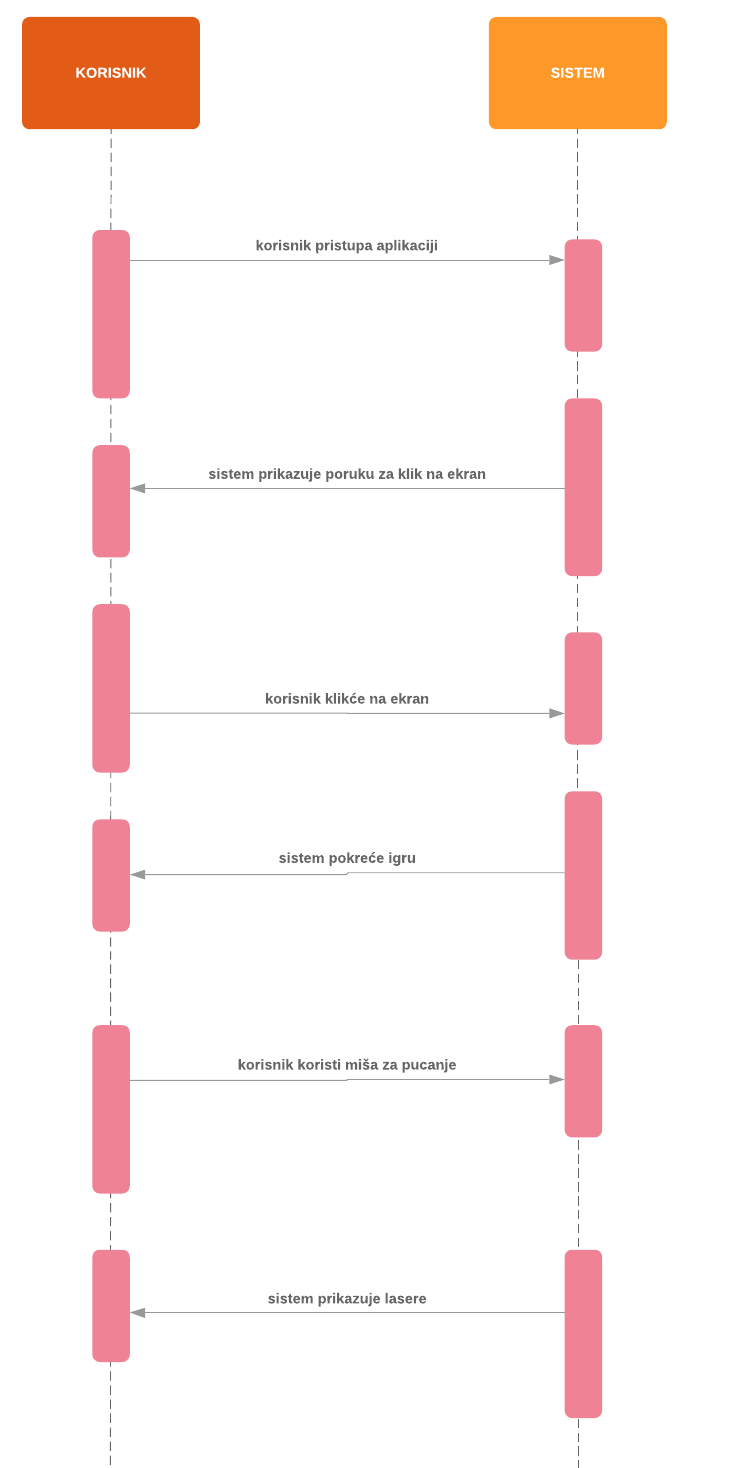 KORISNIK
SISTEM
korisnik pristupa aplikaciji
sistem prikazuje poruku za klik na ekran
korisnik klikće na ekran
sistem pokreće igru
korisnik koristi miša za pucanje
sistem prikazuje lasere